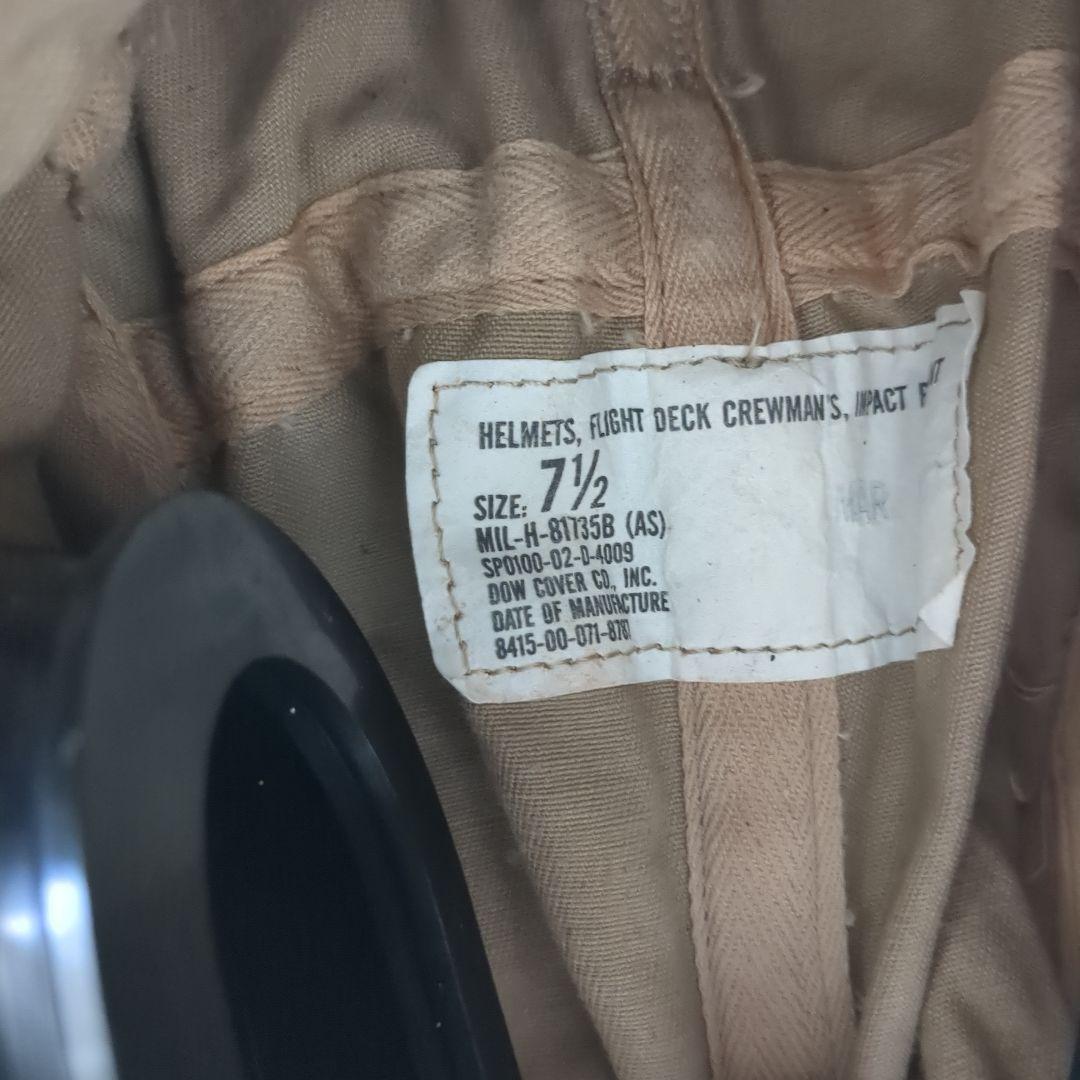 HELMETS, FLIGHT DECK CREWMAN'S, IMPACT
SIZE: 7½
MIL-H-81735B (AS)
SP0100-02-D-4009
DOW COVER CO., INC.
DATE OF MANUFACTURE
8415-00-071-8787